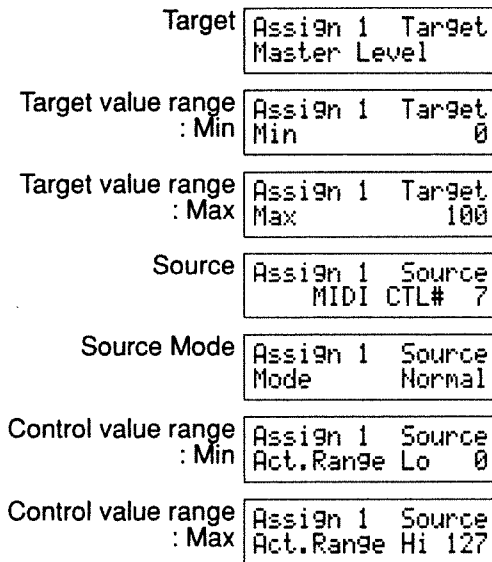 Target
Assign 1 Target
Master Level
Target value range
: Min
Assign 1 Target
Min 0
Target value range
: Max
Assign 1 Target
Max 100
Source
Assign 1 Source
MIDI CTL# 7
Source Mode
Assign 1 Source
Mode Normal
Control value range
: Min
Assign 1 Source
Act.Range Lo 0
Control value range
: Max
Assign 1 Source
Act.Range Hi 127